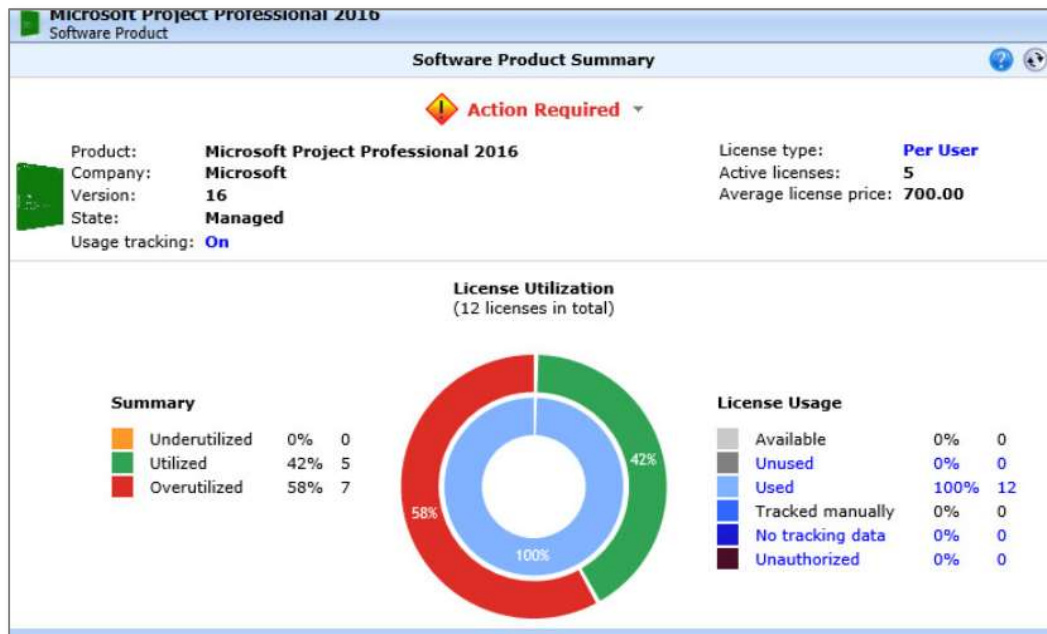 Microsoft Project Professional 2016
Software Product
Software Product Summary
Action Required
Product: Microsoft Project Professional 2016
Company: Microsoft
Version: 16
State: Managed
Usage tracking: On
License type: Per User
Active licenses: 5
Average license price: 700.00
License Utilization
(12 licenses in total)
Summary
Underutilized 0% 0
Utilized 42% 5
Overutilized 58% 7
42%
58%
100%
License Usage
Available 0% 0
Unused 0% 0
Used 100% 12
Tracked manually 0% 0
No tracking data 0% 0
Unauthorized 0% 0